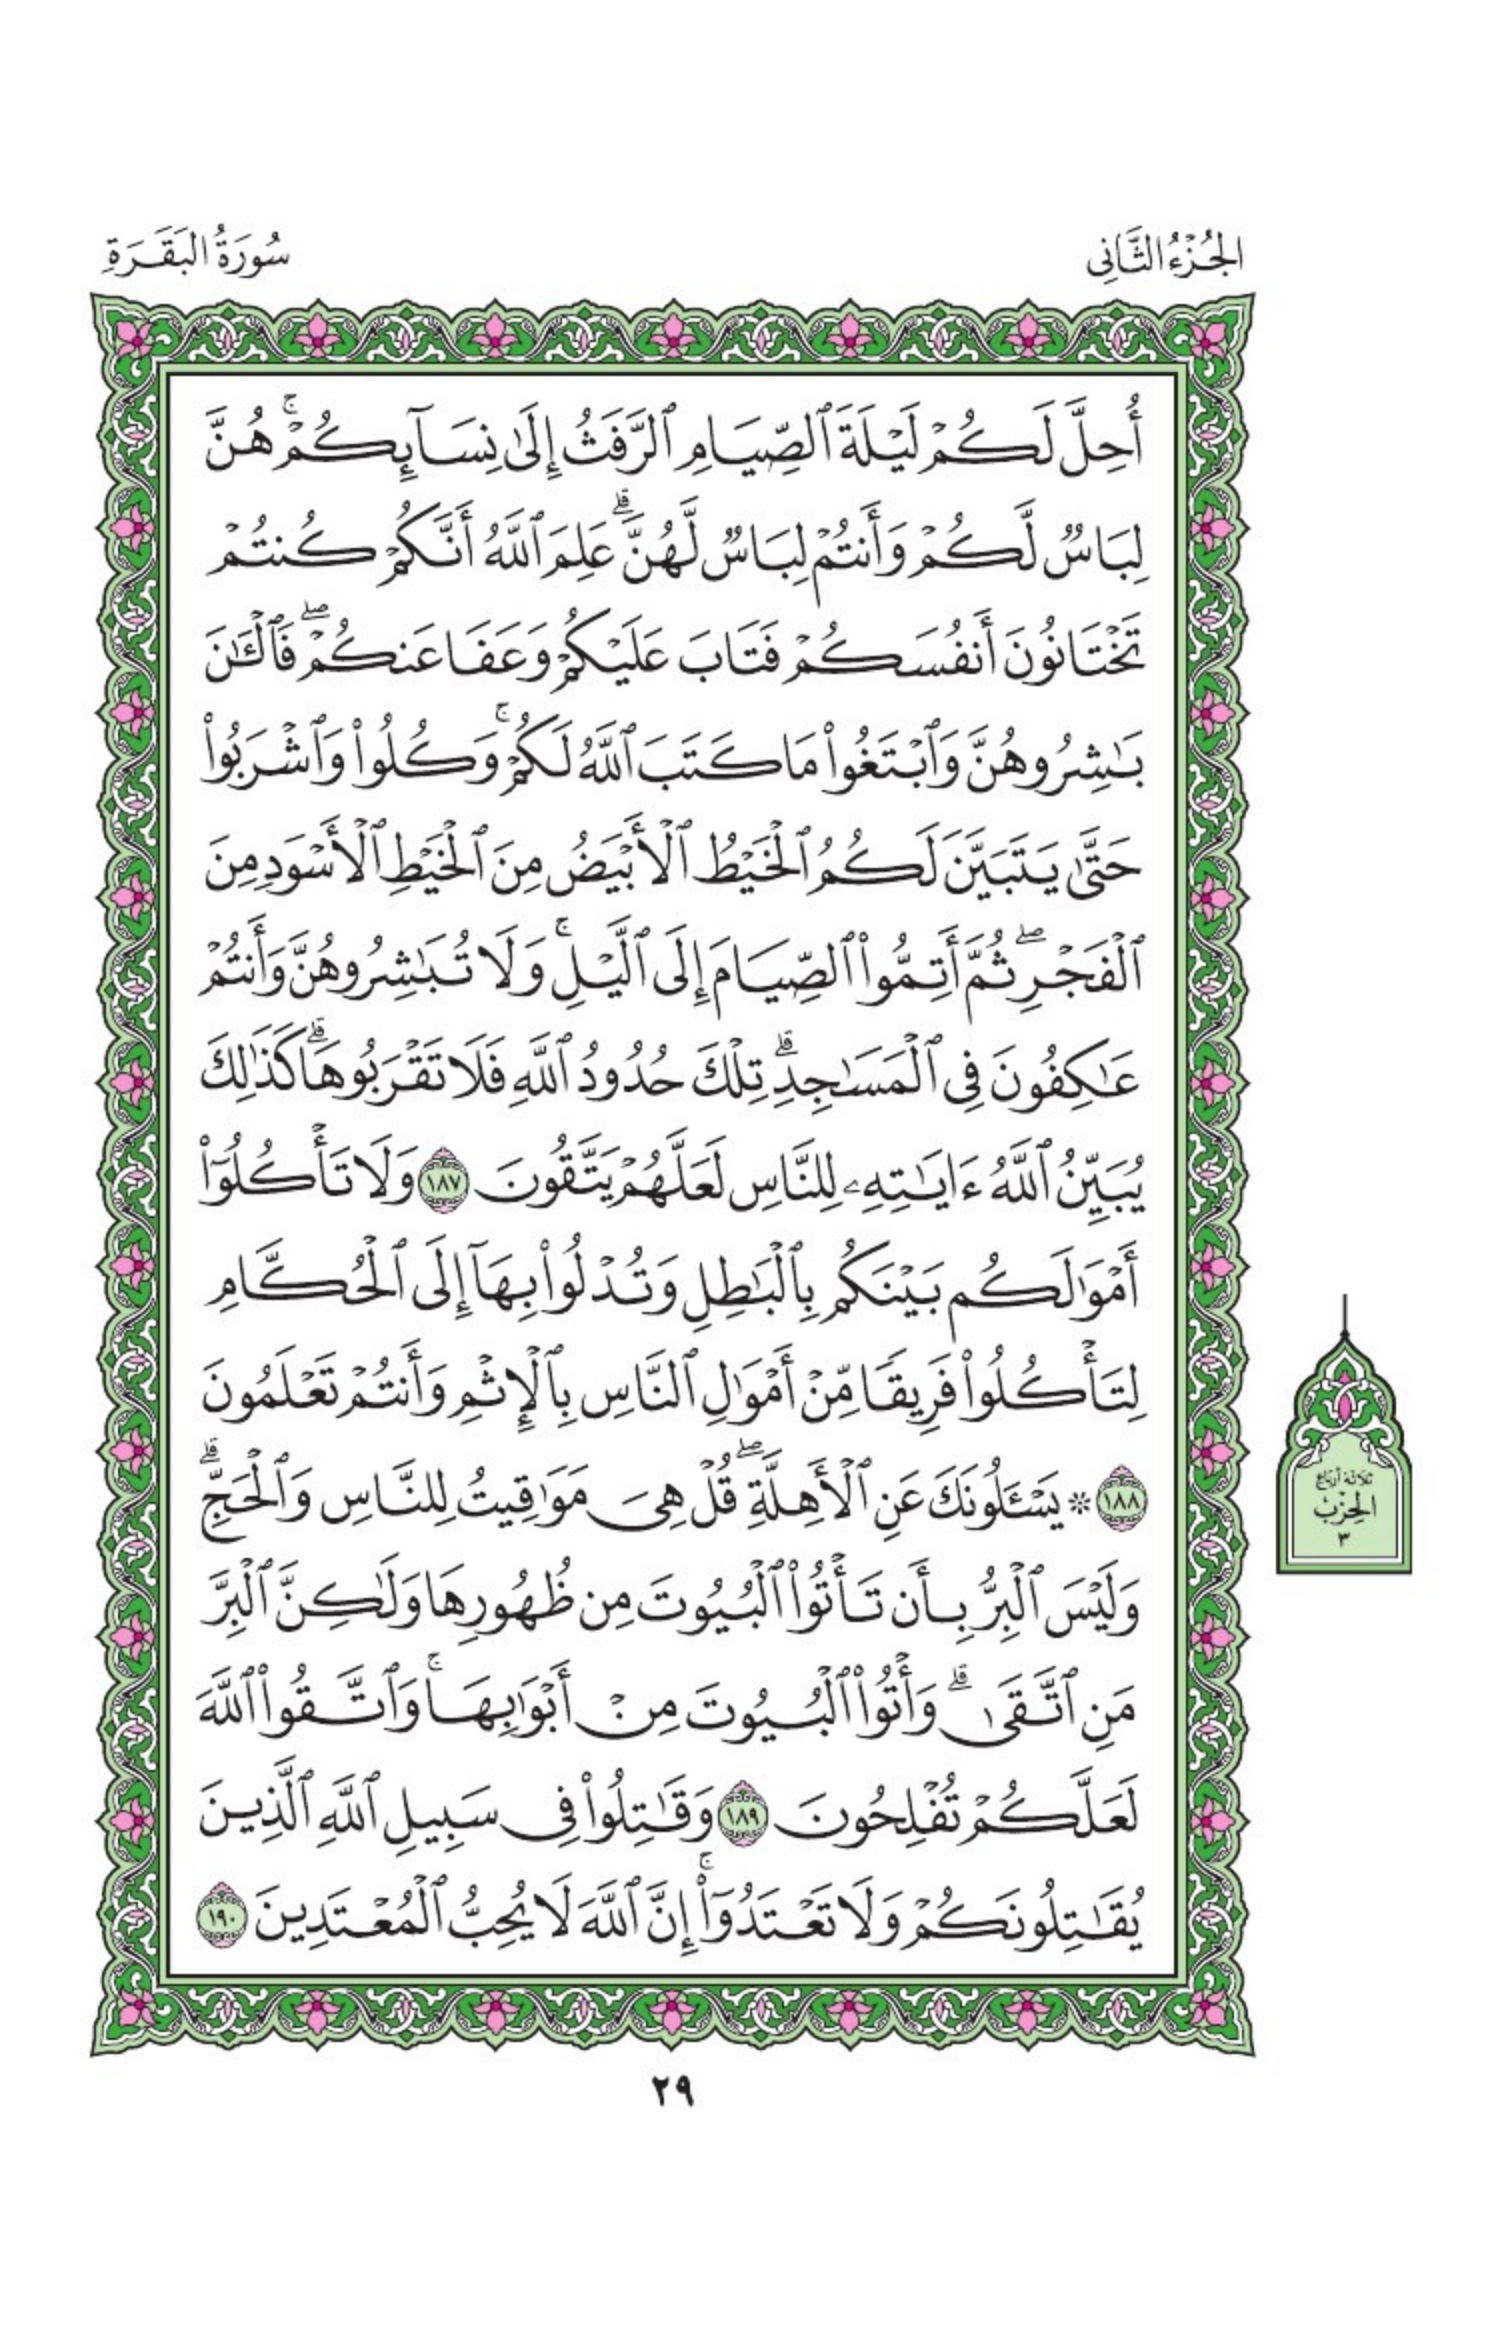 الجُزْءُ الثَّانِي
سُورَةُ البَقَرَةِ
أُحِلَّ لَكُمۡ لَيۡلَةَ ٱلصِّيَامِ ٱلرَّفَثُ إِلَىٰ نِسَآئِكُمۡۚ هُنَّ
لِبَاسٞ لَّكُمۡ وَأَنتُمۡ لِبَاسٞ لَّهُنَّۗ عَلِمَ ٱللَّهُ أَنَّكُمۡ كُنتُمۡ
تَخۡتَانُونَ أَنفُسَكُمۡ فَتَابَ عَلَيۡكُمۡ وَعَفَا عَنكُمۡۖ فَٱلۡـَٰٔنَ
بَٰشِرُوهُنَّ وَٱبۡتَغُواْ مَا كَتَبَ ٱللَّهُ لَكُمۡۚ وَكُلُواْ وَٱشۡرَبُواْ
حَتَّىٰ يَتَبَيَّنَ لَكُمُ ٱلۡخَيۡطُ ٱلۡأَبۡيَضُ مِنَ ٱلۡخَيۡطِ ٱلۡأَسۡوَدِ مِنَ
ٱلۡفَجۡرِۖ ثُمَّ أَتِمُّواْ ٱلصِّيَامَ إِلَى ٱلَّيۡلِۚ وَلَا تُبَٰشِرُوهُنَّ وَأَنتُمۡ
عَٰكِفُونَ فِي ٱلۡمَسَٰجِدِۗ تِلۡكَ حُدُودُ ٱللَّهِ فَلَا تَقۡرَبُوهَاۗ كَذَٰلِكَ
يُبَيِّنُ ٱللَّهُ ءَايَٰتِهِۦ لِلنَّاسِ لَعَلَّهُمۡ يَتَّقُونَ ١٨٧ وَلَا تَأۡكُلُوٓاْ
أَمۡوَٰلَكُم بَيۡنَكُم بِٱلۡبَٰطِلِ وَتُدۡلُواْ بِهَآ إِلَى ٱلۡحُكَّامِ
لِتَأۡكُلُواْ فَرِيقٗا مِّنۡ أَمۡوَٰلِ ٱلنَّاسِ بِٱلۡإِثۡمِ وَأَنتُمۡ تَعۡلَمُونَ
١٨٨ ۞ يَسۡـَٔلُونَكَ عَنِ ٱلۡأَهِلَّةِۖ قُلۡ هِيَ مَوَٰقِيتُ لِلنَّاسِ وَٱلۡحَجِّۗ
وَلَيۡسَ ٱلۡبِرُّ بِأَن تَأۡتُواْ ٱلۡبُيُوتَ مِن ظُهُورِهَا وَلَٰكِنَّ ٱلۡبِرَّ
مَنِ ٱتَّقَىٰۗ وَأۡتُواْ ٱلۡبُيُوتَ مِنۡ أَبۡوَٰبِهَاۚ وَٱتَّقُواْ ٱللَّهَ
لَعَلَّكُمۡ تُفۡلِحُونَ ١٨٩ وَقَٰتِلُواْ فِي سَبِيلِ ٱللَّهِ ٱلَّذِينَ
يُقَٰتِلُونَكُمۡ وَلَا تَعۡتَدُوٓاْۚ إِنَّ ٱللَّهَ لَا يُحِبُّ ٱلۡمُعۡتَدِينَ ١٩٠
ثلاثة أرباع
الحِزْب
٣
٢٩